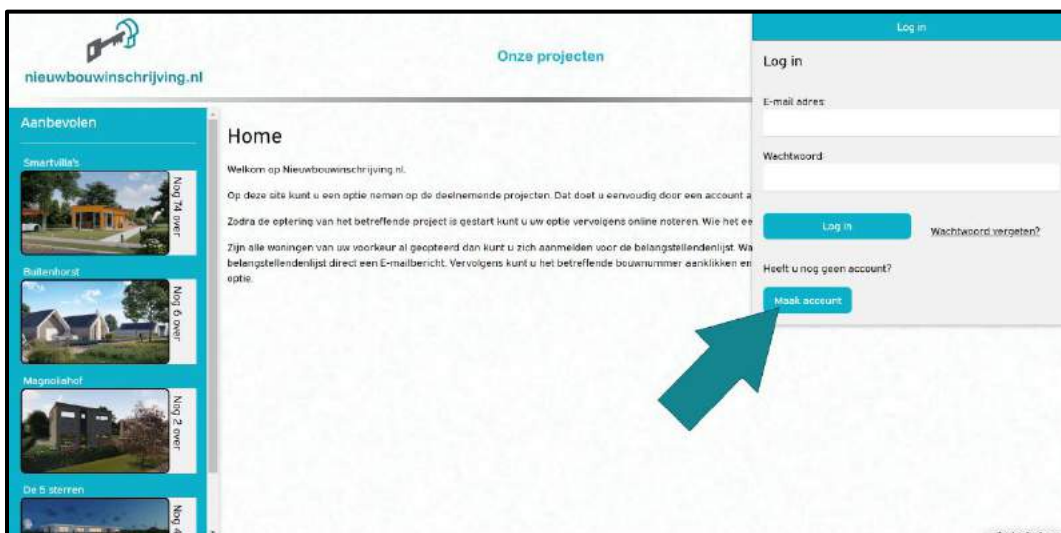 nieuwbouwinschrijving.nl
Onze projecten
Log in
Log in
E-mail adres
Wachtwoord
Log in
Wachtwoord vergeten?
Heeft u nog geen account?
Maak account
Aanbevolen
Smartvilla's
Nog 74 over
Buitenhorst
Nog 6 over
Magnoliahof
Nog 2 over
De 5 sterren
Nog 4
Home
Welkom op Nieuwbouwinschrijving.nl.
Op deze site kunt u een optie nemen op de deelnemende projecten. Dat doet u eenvoudig door een account a
Zodra de optering van het betreffende project is gestart kunt u uw optie vervolgens online noteren. Wie het ee
Zijn alle woningen van uw voorkeur al geopteerd dan kunt u zich aanmelden voor de belangstellendenlijst. Wa
belangstellendenlijst direct een E-mailbericht. Vervolgens kunt u het betreffende bouwnummer aanklikken en
optie.